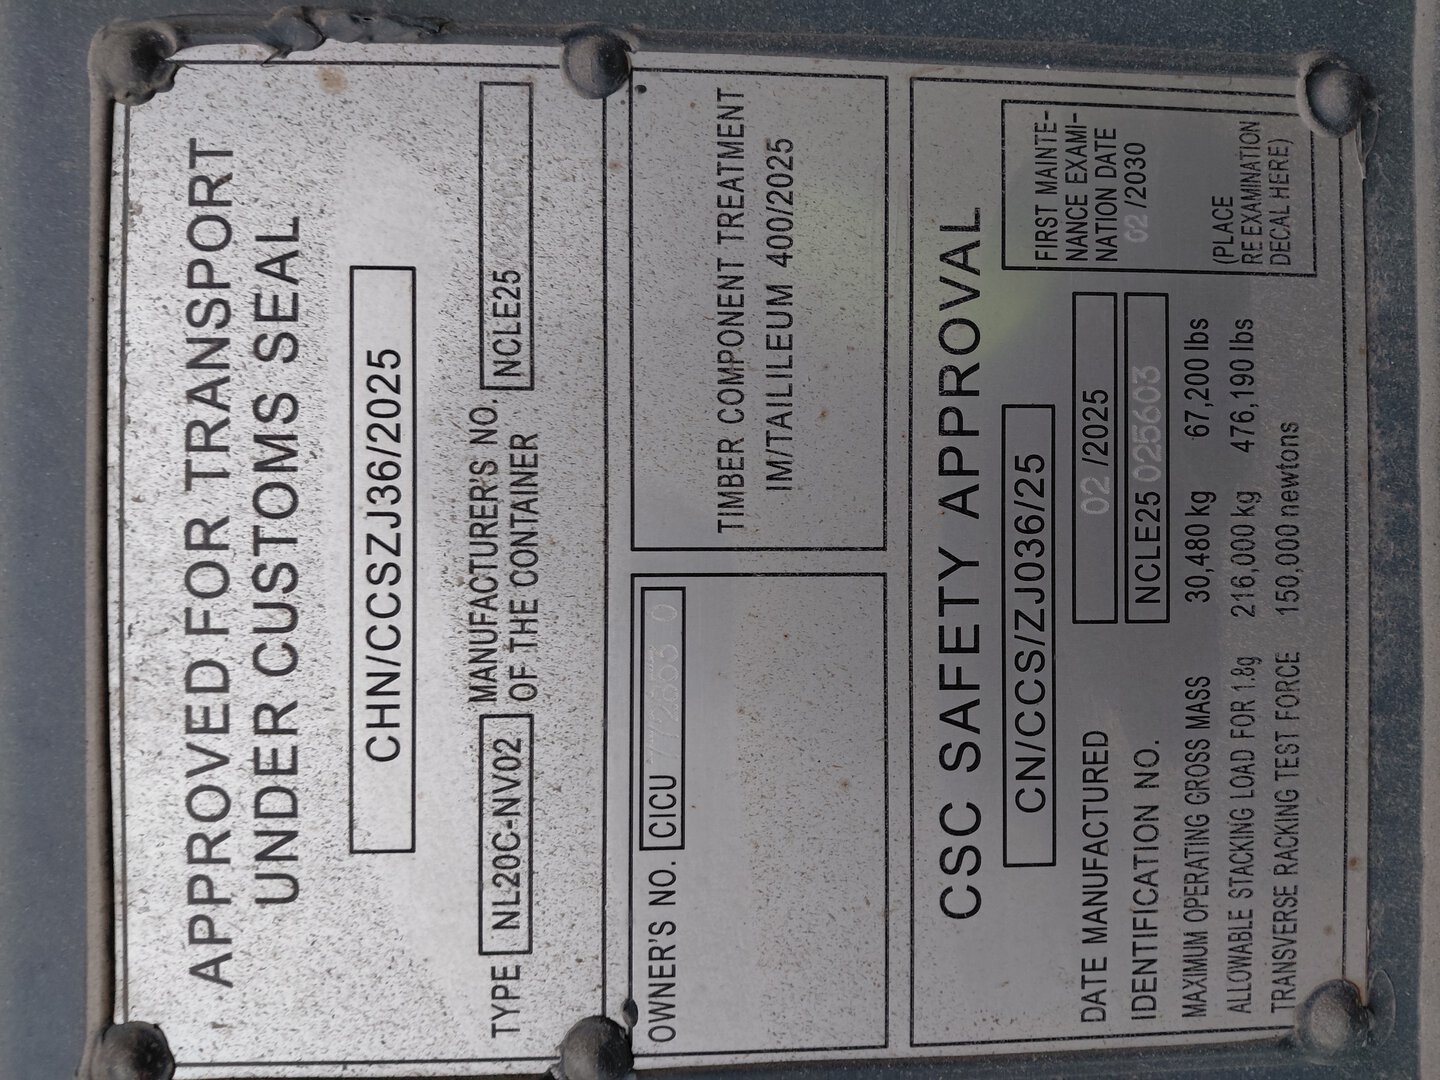 APPROVED FOR TRANSPORT
UNDER CUSTOMS SEAL
CHN/CCSZJ36/2025
TYPE NL20C-NV02 MANUFACTURER'S NO.
OF THE CONTAINER NCLE25
OWNER'S NO. CICU
TIMBER COMPONENT TREATMENT
IM/TAILILEUM 400/2025
CSC SAFETY APPROVAL
CN/CCS/ZJ036/25
DATE MANUFACTURED 02 /2025
IDENTIFICATION NO. NCLE25 025603
MAXIMUM OPERATING CROSS MASS 30,480 kg 67,200 lbs
ALLOWABLE STACKING LOAD FOR 1.8g 216,000 kg 476,190 lbs
TRANSVERSE RACKING TEST FORCE 150,000 newtons
FIRST MAINTE-
NANCE EXAMI-
NATION DATE
02 /2030
(PLACE
RE EXAMINATION
DECAL HERE)